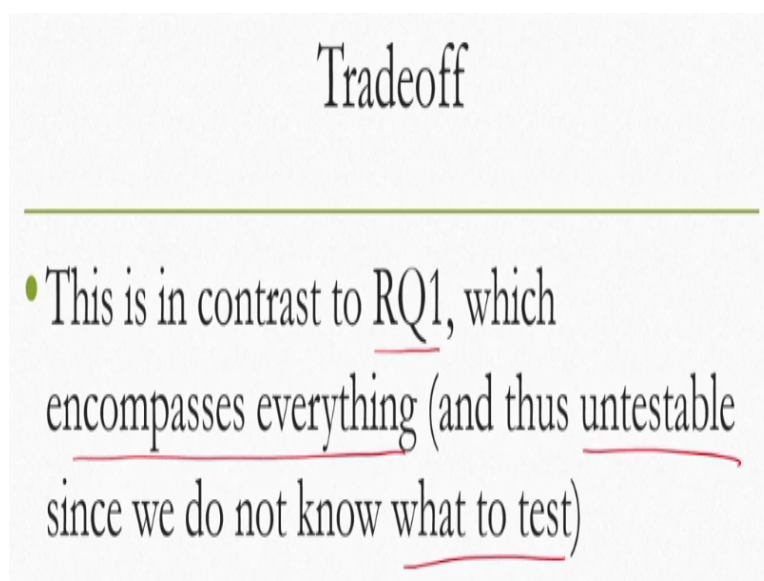 Tradeoff
This is in contrast to RQ1, which
encompasses everything (and thus untestable
since we do not know what to test)